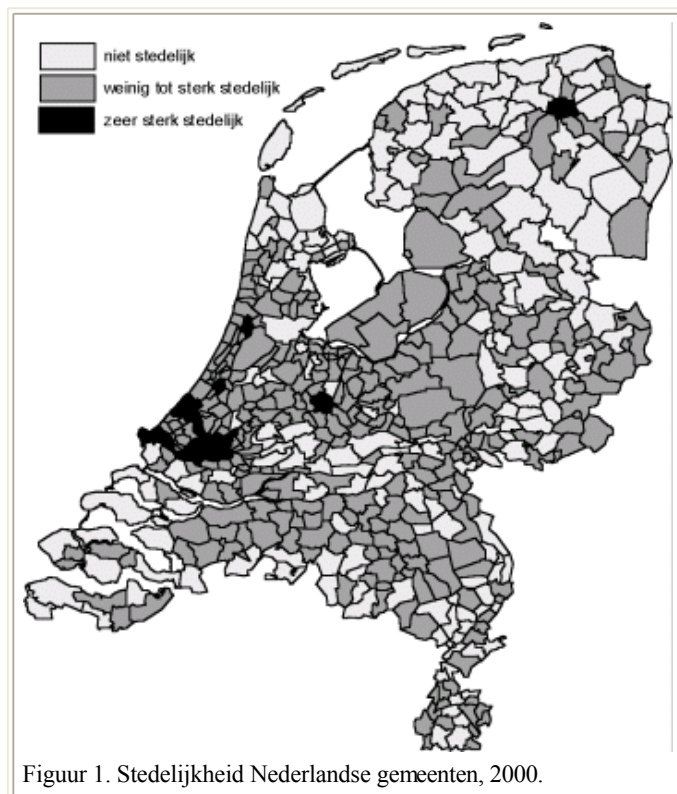 niet stedelijk
weinig tot sterk stedelijk
zeer sterk stedelijk
Figuur 1. Stedelijkheid Nederlandse gemeenten, 2000.